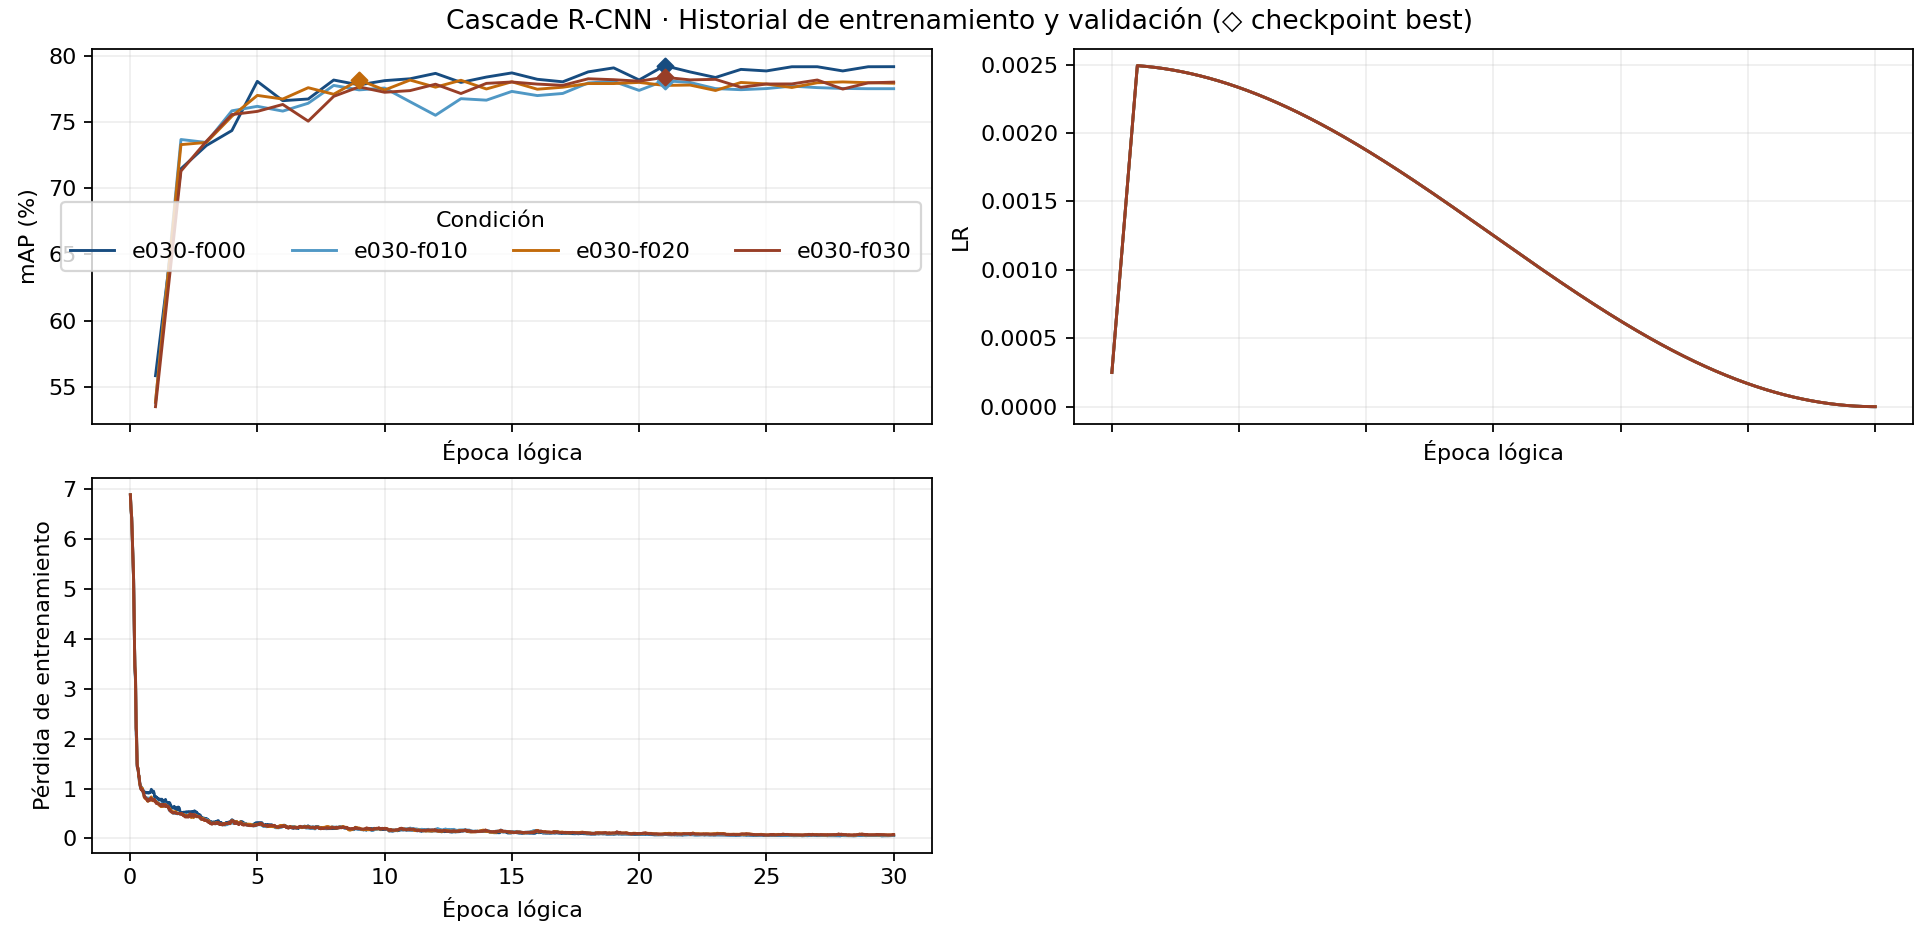 Cascade R-CNN · Historial de entrenamiento y validación (◇ checkpoint best)
80
75
70
65
60
55
mAP (%)
Condición
e030-f000 e030-f010 e030-f020 e030-f030
Época lógica
0.0025
0.0020
0.0015
0.0010
0.0005
0.0000
LR
Época lógica
7
6
5
4
3
2
1
0
Pérdida de entrenamiento
0 5 10 15 20 25 30
Época lógica